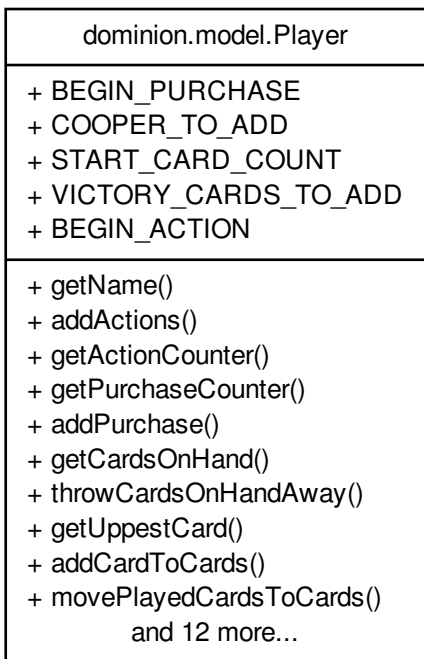 dominion.model.Player
+ BEGIN_PURCHASE
+ COOPER_TO_ADD
+ START_CARD_COUNT
+ VICTORY_CARDS_TO_ADD
+ BEGIN_ACTION
+ getName()
+ addActions()
+ getActionCounter()
+ getPurchaseCounter()
+ addPurchase()
+ getCardsOnHand()
+ throwCardsOnHandAway()
+ getUppestCard()
+ addCardToCards()
+ movePlayedCardsToCards()
and 12 more...